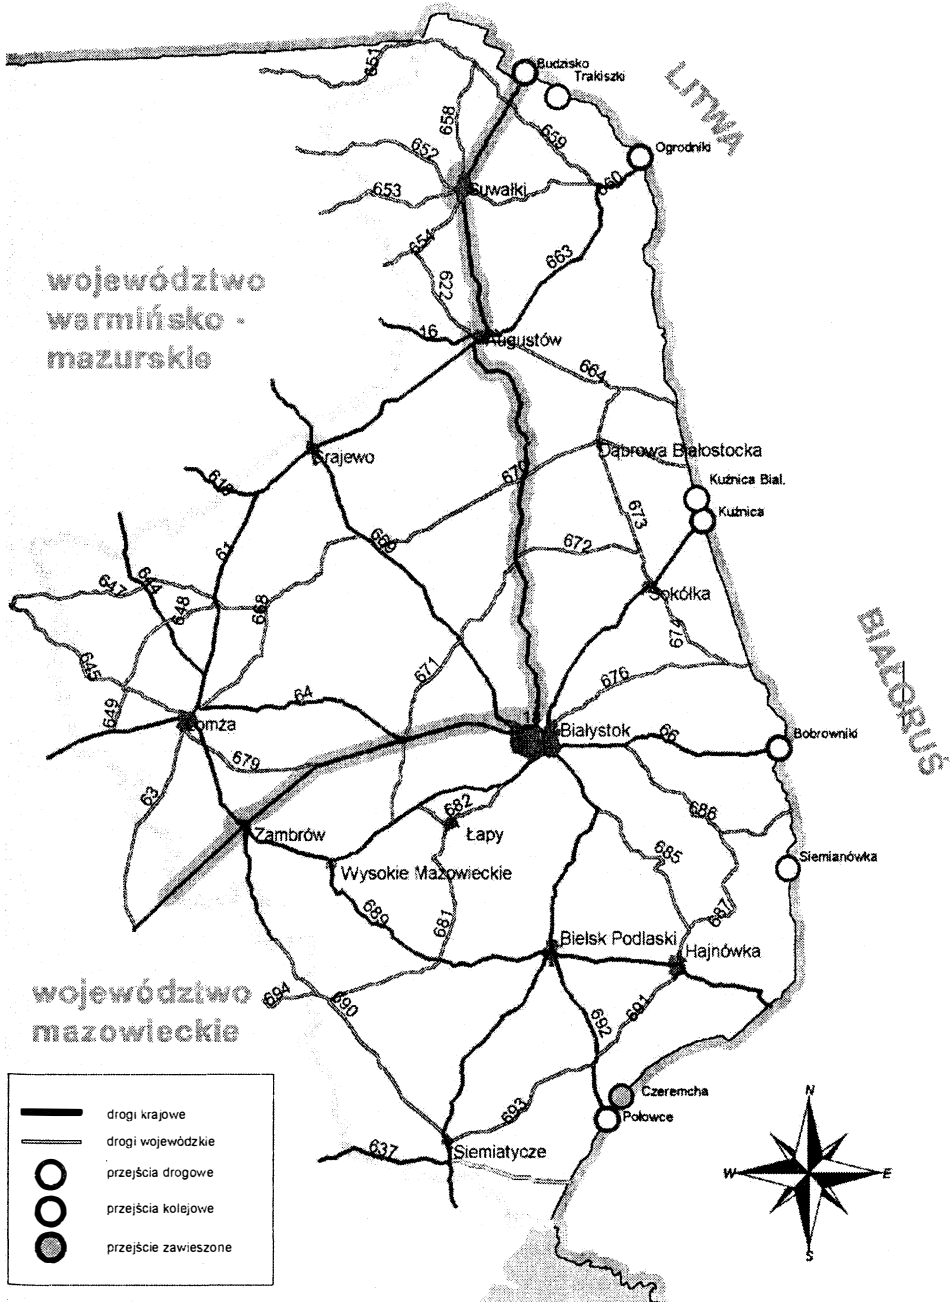 Budzisko
Trakiszki
LITWA
651
658
659
Ogrodniki
652
660
653
Suwałki
654
663
622
województwo
warmińsko -
mazurskie
16
Augustów
664
Grajewo
Dąbrowa Białostocka
670
Kuźnica Biał.
618
Kuźnica
673
61
669
672
647
644
648
668
Sokółka
679
BIAŁORUŚ
645
671
676
64
649
Łomża
Białystok
66
Bobrowniki
679
63
682
686
Zambrów
Łapy
685
Siemianówka
Wysokie Mazowieckie
689
681
687
Bielsk Podlaski
Hajnówka
województwo
mazowieckie
694
690
691
692
Czeremcha
693
Połowce
637
Siemiatycze
drogi krajowe
drogi wojewódzkie
przejścia drogowe
przejścia kolejowe
przejście zawieszone
N
W
E
S